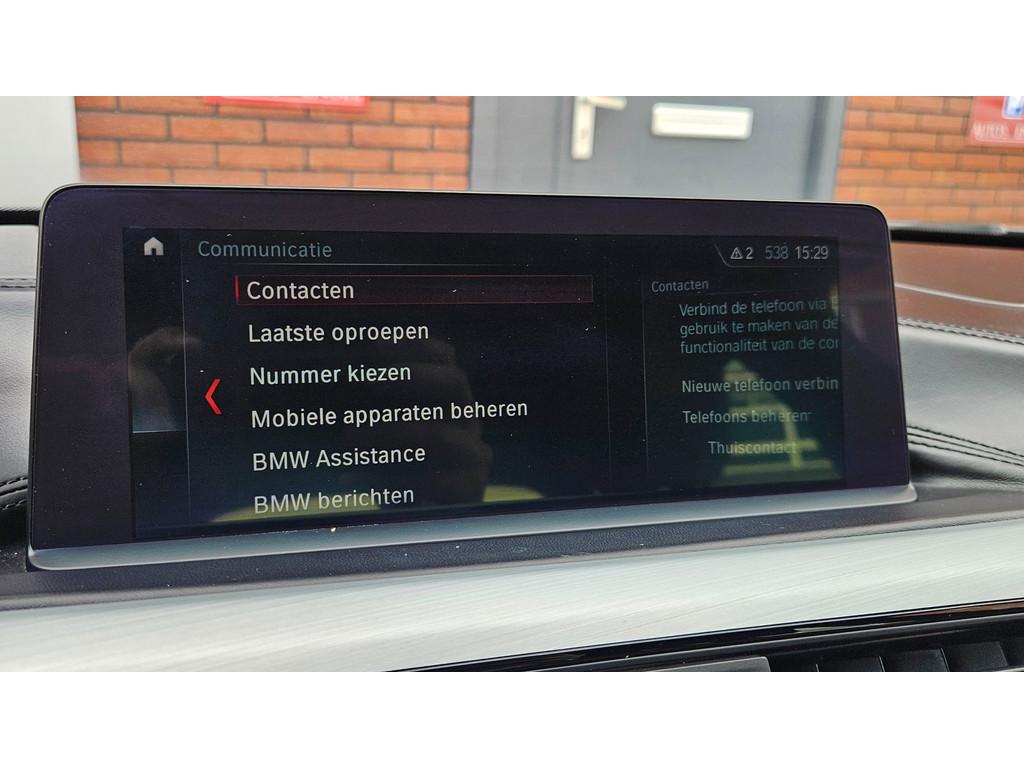 Communicatie
2 538 15:29
Contacten
Laatste oproepen
Nummer kiezen
Mobiele apparaten beheren
BMW Assistance
BMW berichten
Contacten
Verbind de telefoon via
gebruik te maken van de
functionaliteit van de
Nieuwe telefoon
Telefoons beheren
Thuiscontact